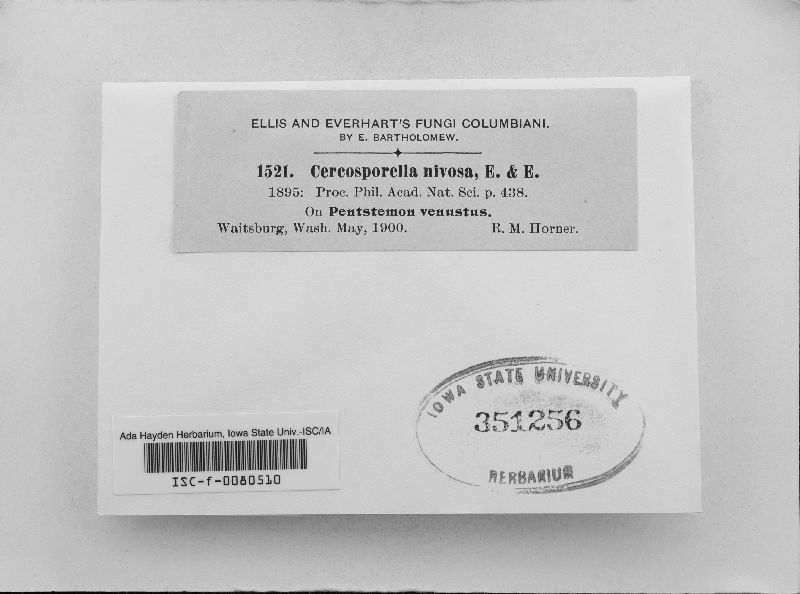 ELLIS AND EVERHART'S FUNGI COLUMBIANI.
BY E. BARTHOLOMEW.
1521. Cercosporella nivosa, E. & E.
1895: Proc. Phil. Acad. Nat. Sci. p. 438.
On Pentstemon venustus.
Waitsburg, Wash. May, 1900. R. M. Horner.
IOWA STATE UNIVERSITY
351256
HERBARIUM
Ada Hayden Herbarium, Iowa State Univ.-ISC/IA
ISC-f-0080510